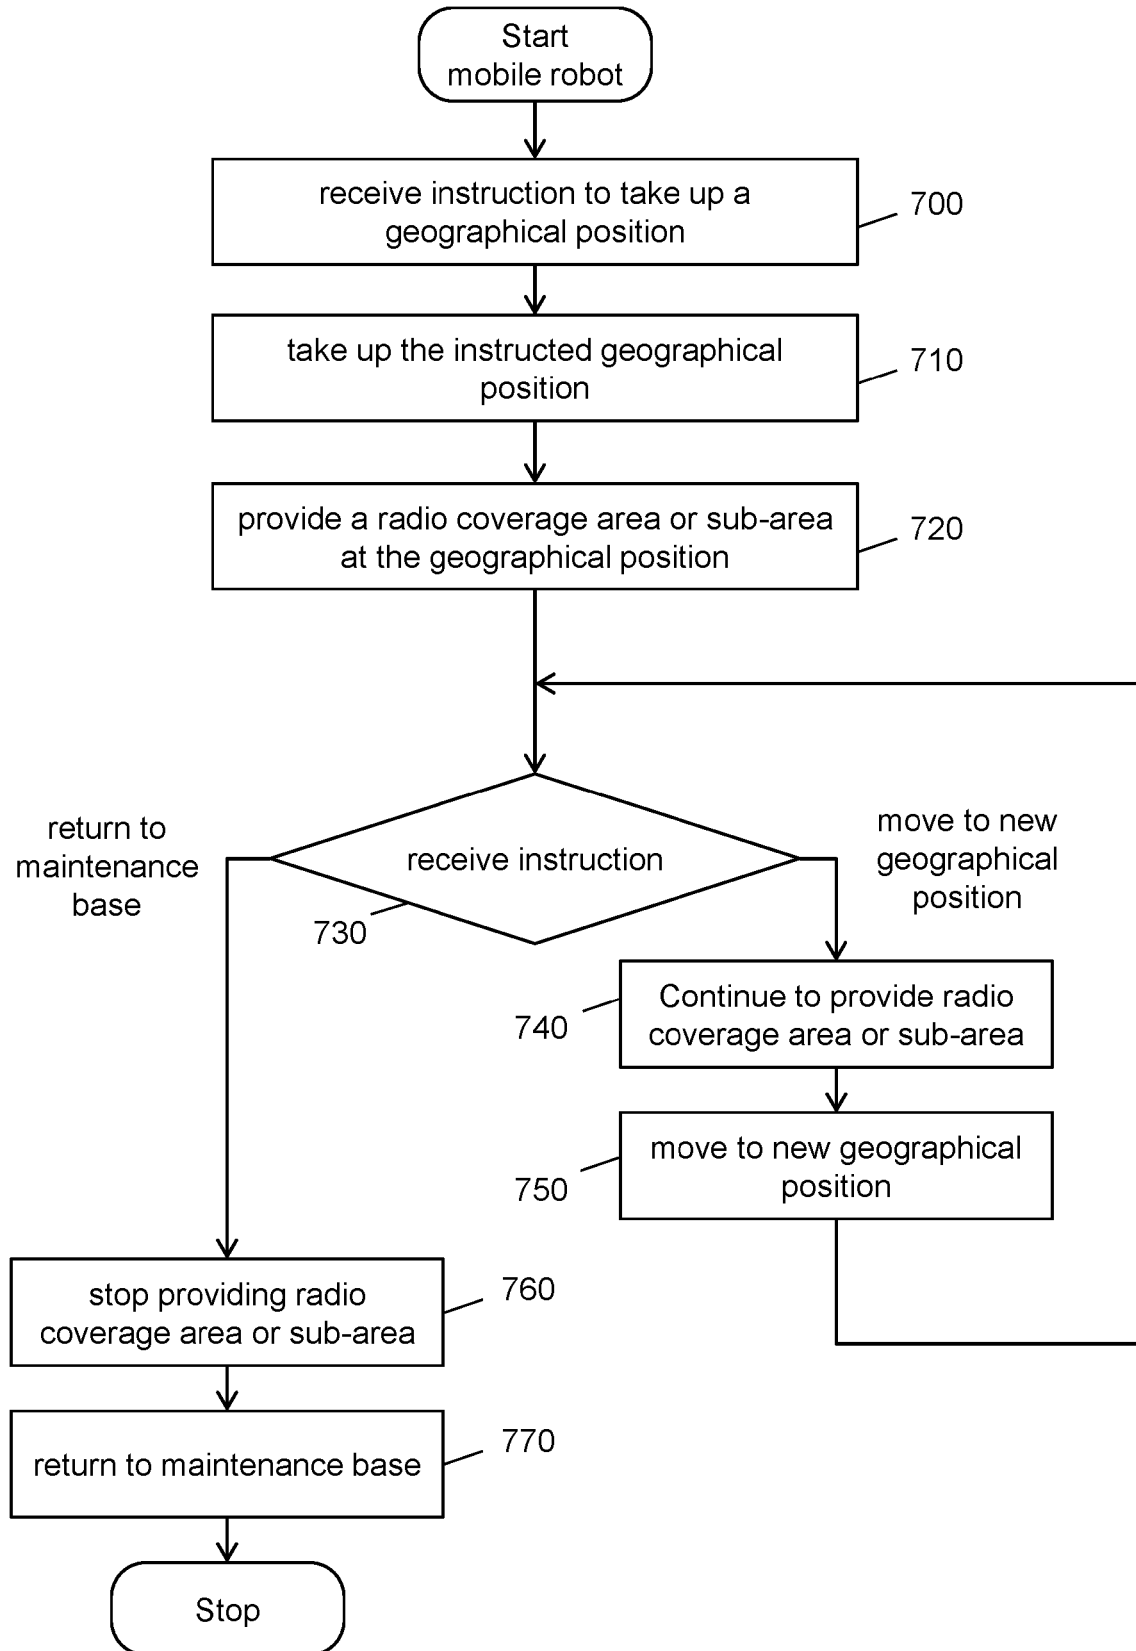 Start
mobile robot
receive instruction to take up a
geographical position
700
take up the instructed geographical
position
710
provide a radio coverage area or sub-area
at the geographical position
720
return to
maintenance
base
receive instruction
730
move to new
geographical
position
Continue to provide radio
coverage area or sub-area
740
move to new geographical
position
750
stop providing radio
coverage area or sub-area
760
return to maintenance base
770
Stop